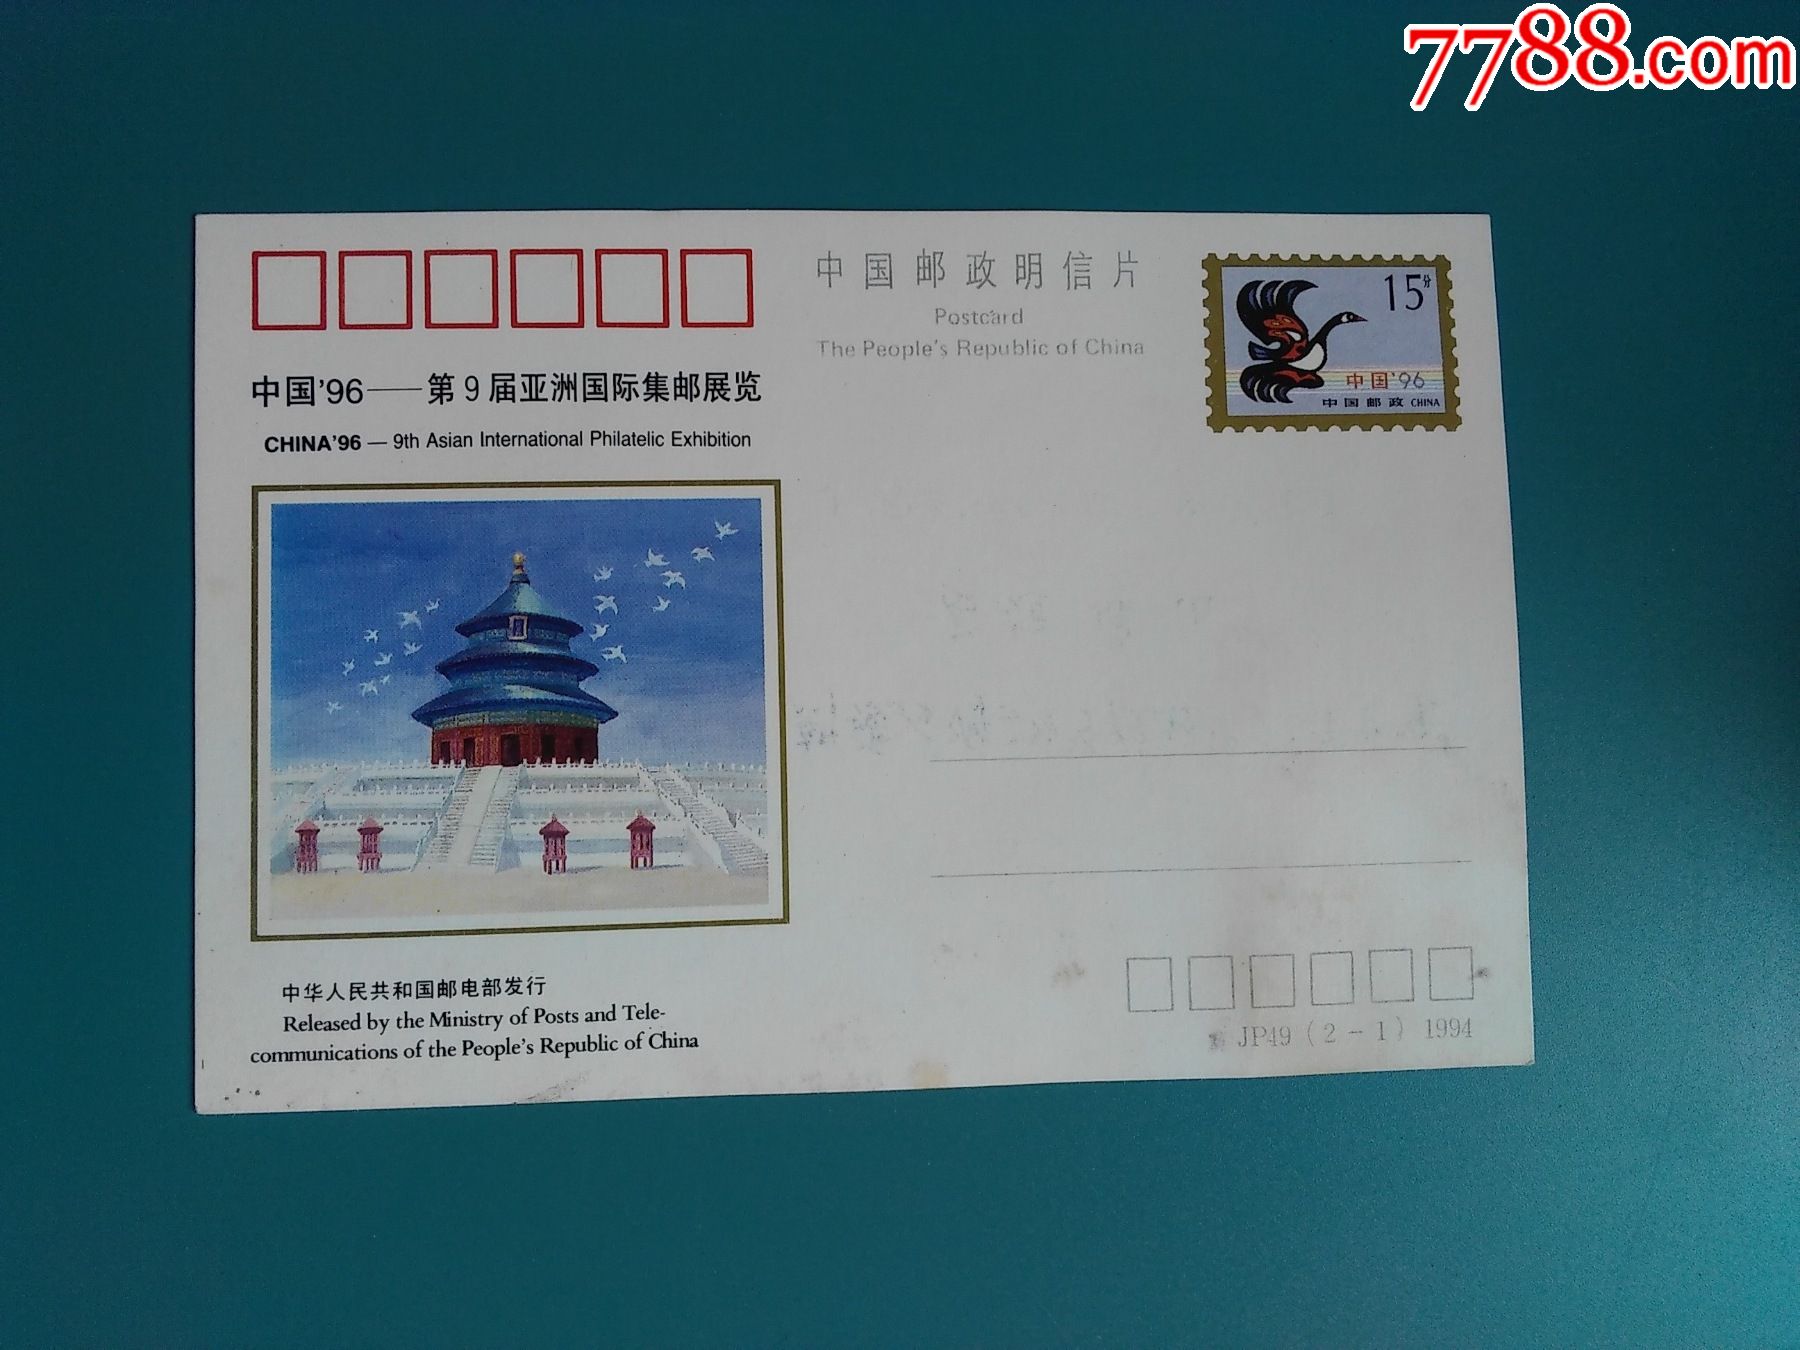 7788.com
中国邮政明信片
Postcard
The People's Republic of China
15分
中国'96
中国邮政 CHINA
中国'96——第9届亚洲国际集邮展览
CHINA'96 — 9th Asian International Philatelic Exhibition
中华人民共和国邮电部发行
Released by the Ministry of Posts and Tele-
communications of the People's Republic of China
JP49 (2-1) 1994